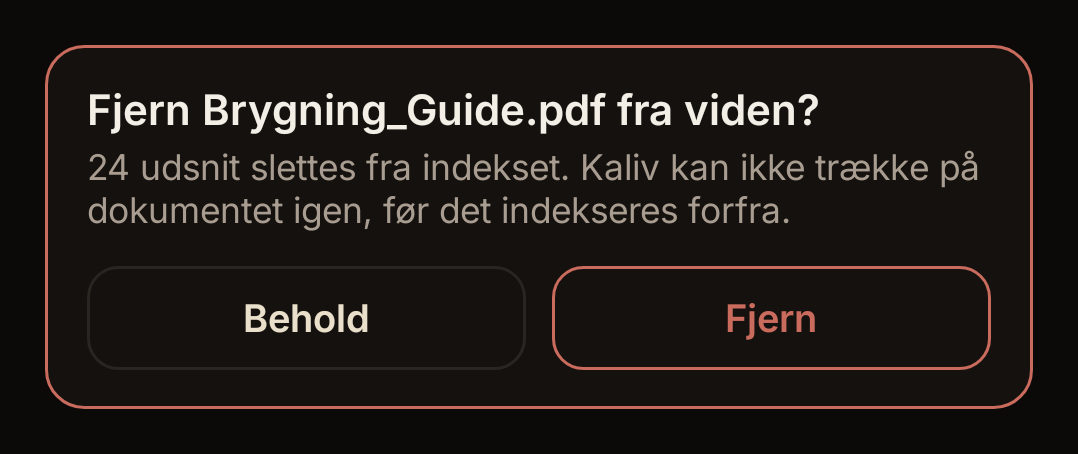 Fjern Brygning_Guide.pdf fra viden?
24 udsnit slettes fra indekset. Kaliv kan ikke trække på
dokumentet igen, før det indekseres forfra.
Behold
Fjern